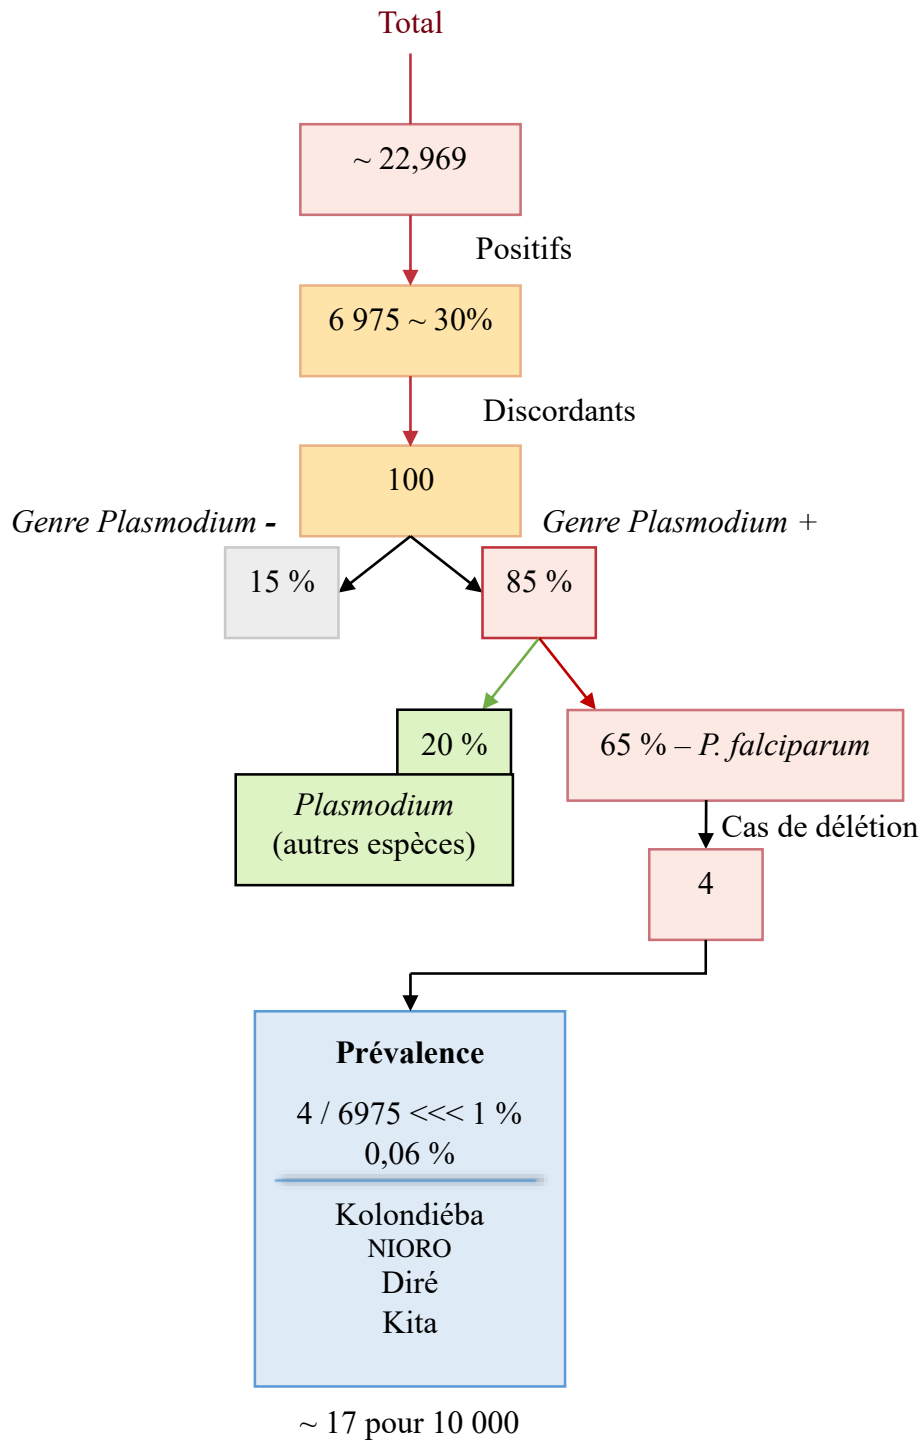 Total
~ 22,969
Positifs
6 975 ~ 30%
Discordants
100
Genre Plasmodium -
Genre Plasmodium +
15 %
85 %
20 %
65 % – P. falciparum
Plasmodium
(autres espèces)
Cas de délétion
4
Prévalence
4 / 6975 <<< 1 %
0,06 %
Kolondiéba
NIORO
Diré
Kita
~ 17 pour 10 000